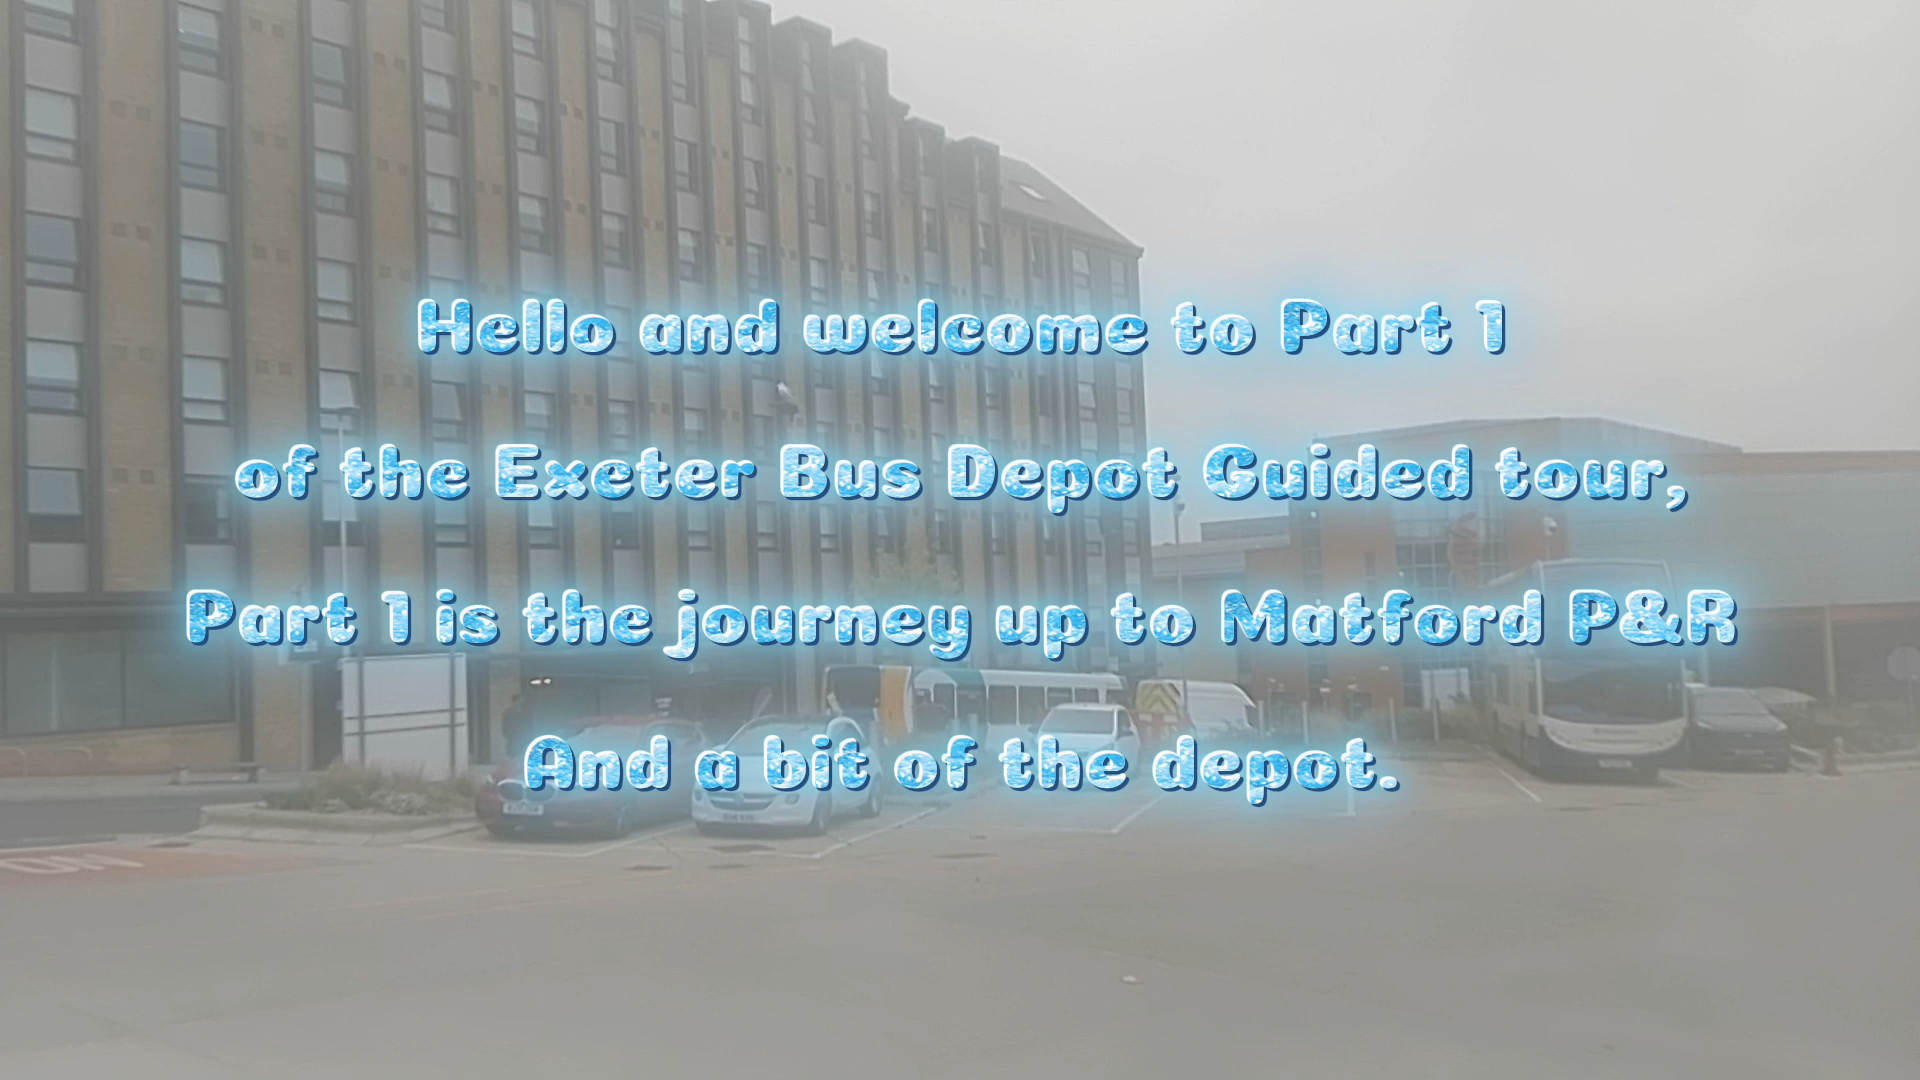 Hello and welcome to Part 1
of the Exeter Bus Depot Guided tour,
Part 1 is the journey up to Matford P&R
And a bit of the depot.